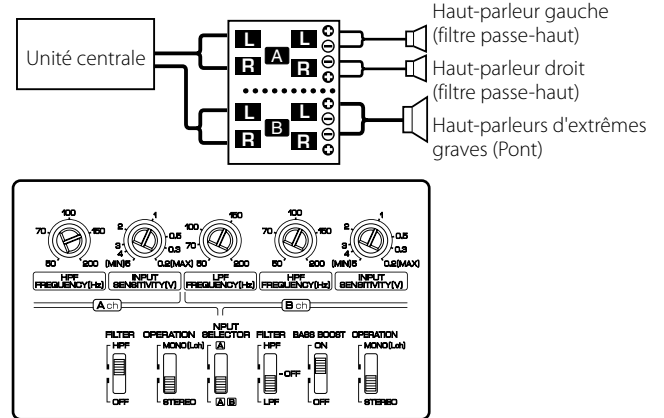 Haut-parleur gauche
(filtre passe-haut)
Unité centrale
L L
A
R R
Haut-parleur droit
(filtre passe-haut)
L L
B
R R
Haut-parleurs d'extrêmes
graves (Pont)
100 1 100 150 100 1
70 150 2 0.5 70 150 2 0.5
3 0.3 70 3 0.3
4 4
50 200 (MIN)5 0.2(MAX) 50 200 50 200 (MIN)5 0.2(MAX)
HPF INPUT LPF HPF INPUT
FREQUENCY(Hz) SENSITIVITY(V) FREQUENCY(Hz) FREQUENCY(Hz) SENSITIVITY(V)
A ch B ch
NPUT
FILTER OPERATION SELECTOR FILTER BASS BOOST OPERATION
HPF MONO(Lch) A HPF ON MONO(Lch)
OFF
OFF STEREO A B LPF OFF STEREO